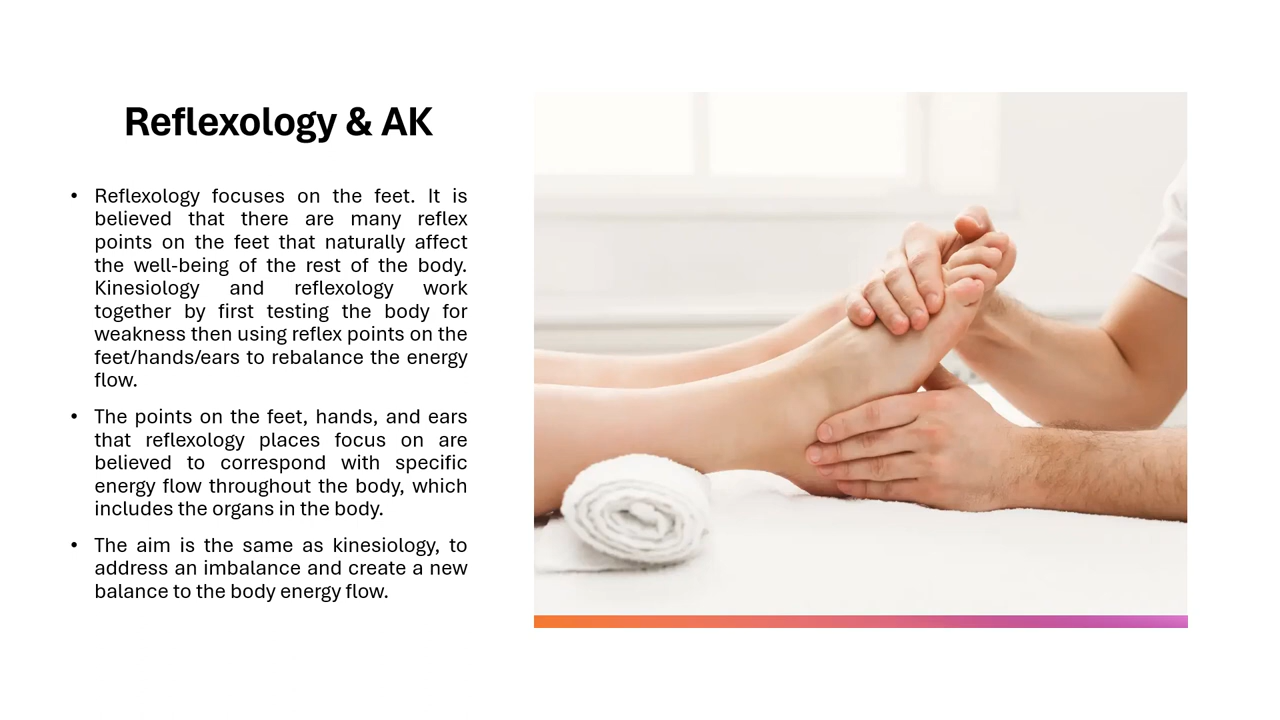 Reflexology & AK
• Reflexology focuses on the feet. It is
believed that there are many reflex
points on the feet that naturally affect
the well-being of the rest of the body.
Kinesiology and reflexology work
together by first testing the body for
weakness then using reflex points on the
feet/hands/ears to rebalance the energy
flow.
• The points on the feet, hands, and ears
that reflexology places focus on are
believed to correspond with specific
energy flow throughout the body, which
includes the organs in the body.
• The aim is the same as kinesiology, to
address an imbalance and create a new
balance to the body energy flow.